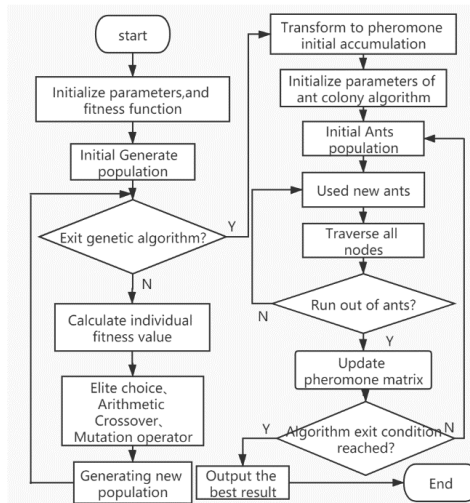 start
Initialize parameters,and
fitness function
Initial Generate
population
Exit genetic algorithm?
Y
N
Calculate individual
fitness value
Elite choice、
Arithmetic
Crossover、
Mutation operator
Generating new
population
Transform to pheromone
initial accumulation
Initialize parameters of
ant colony algorithm
Initial Ants
population
Used new ants
Traverse all
nodes
Run out of ants?
N
Y
Update
pheromone matrix
Algorithm exit condition
reached?
Y
N
Output the
best result
End